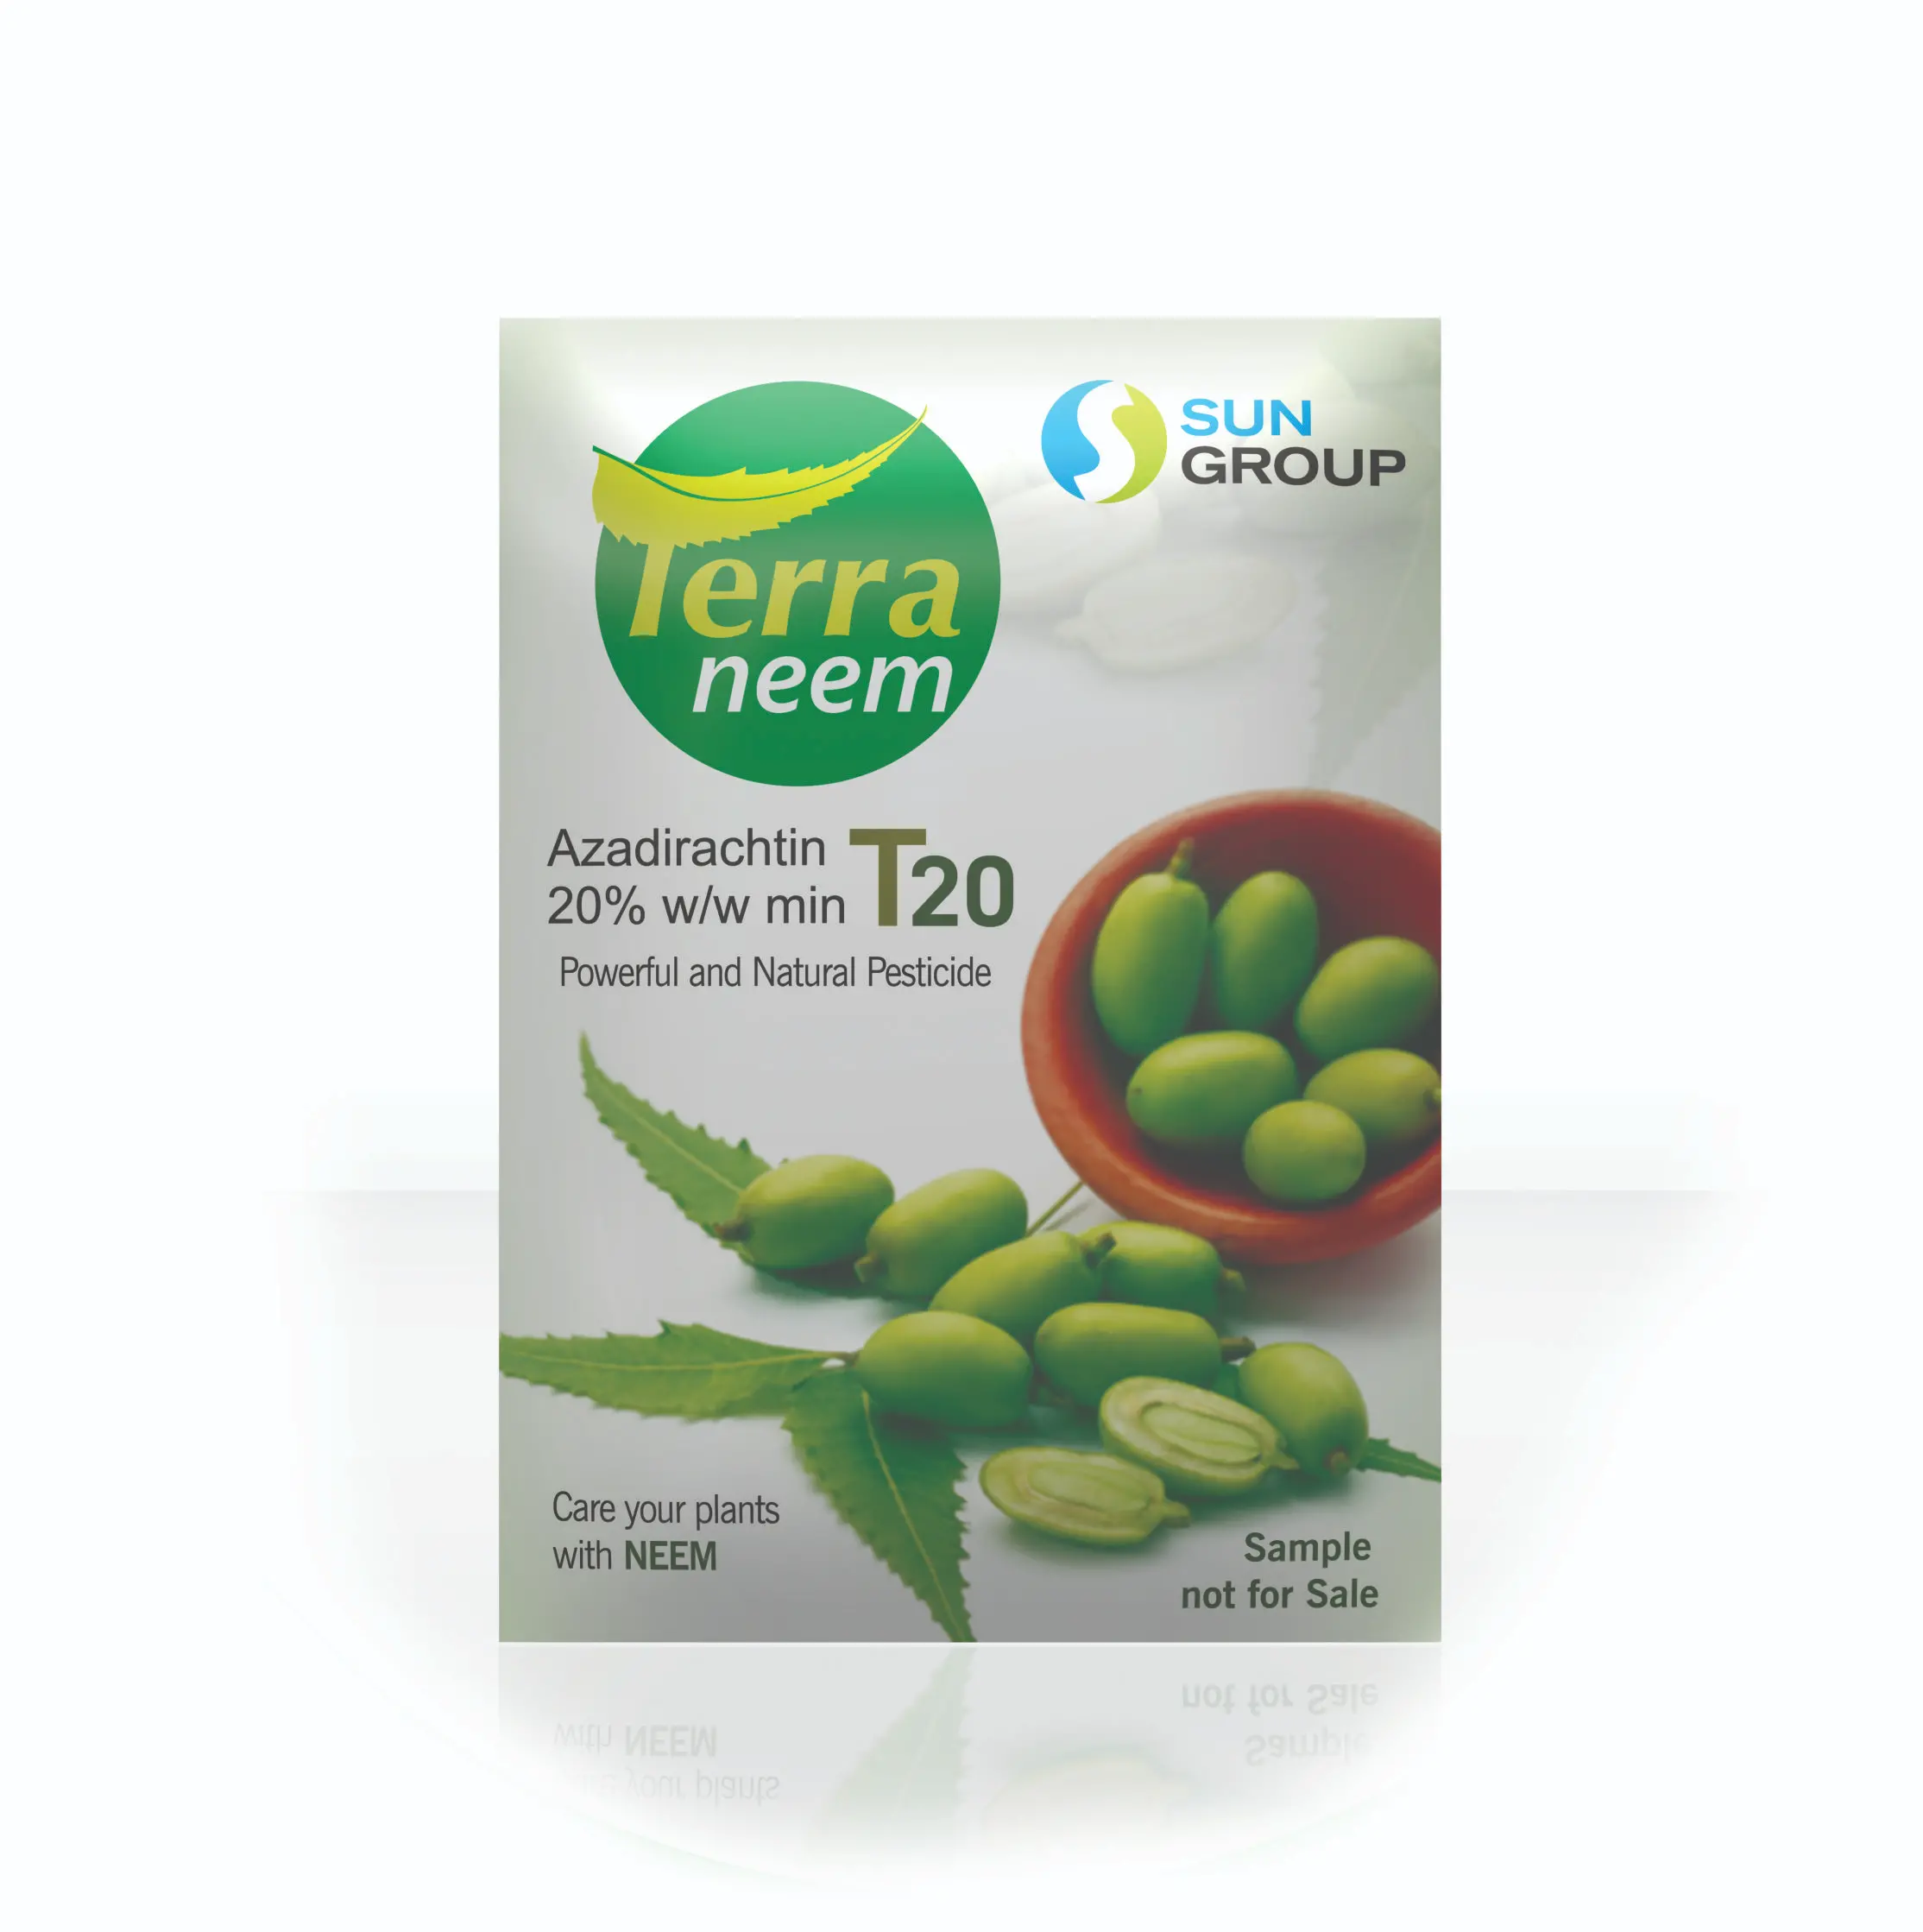 Terra
neem
SUN
GROUP
Azadirachtin
20% w/w min
T20
Powerful and Natural Pesticide
Care your plants
with NEEM
Sample
not for Sale